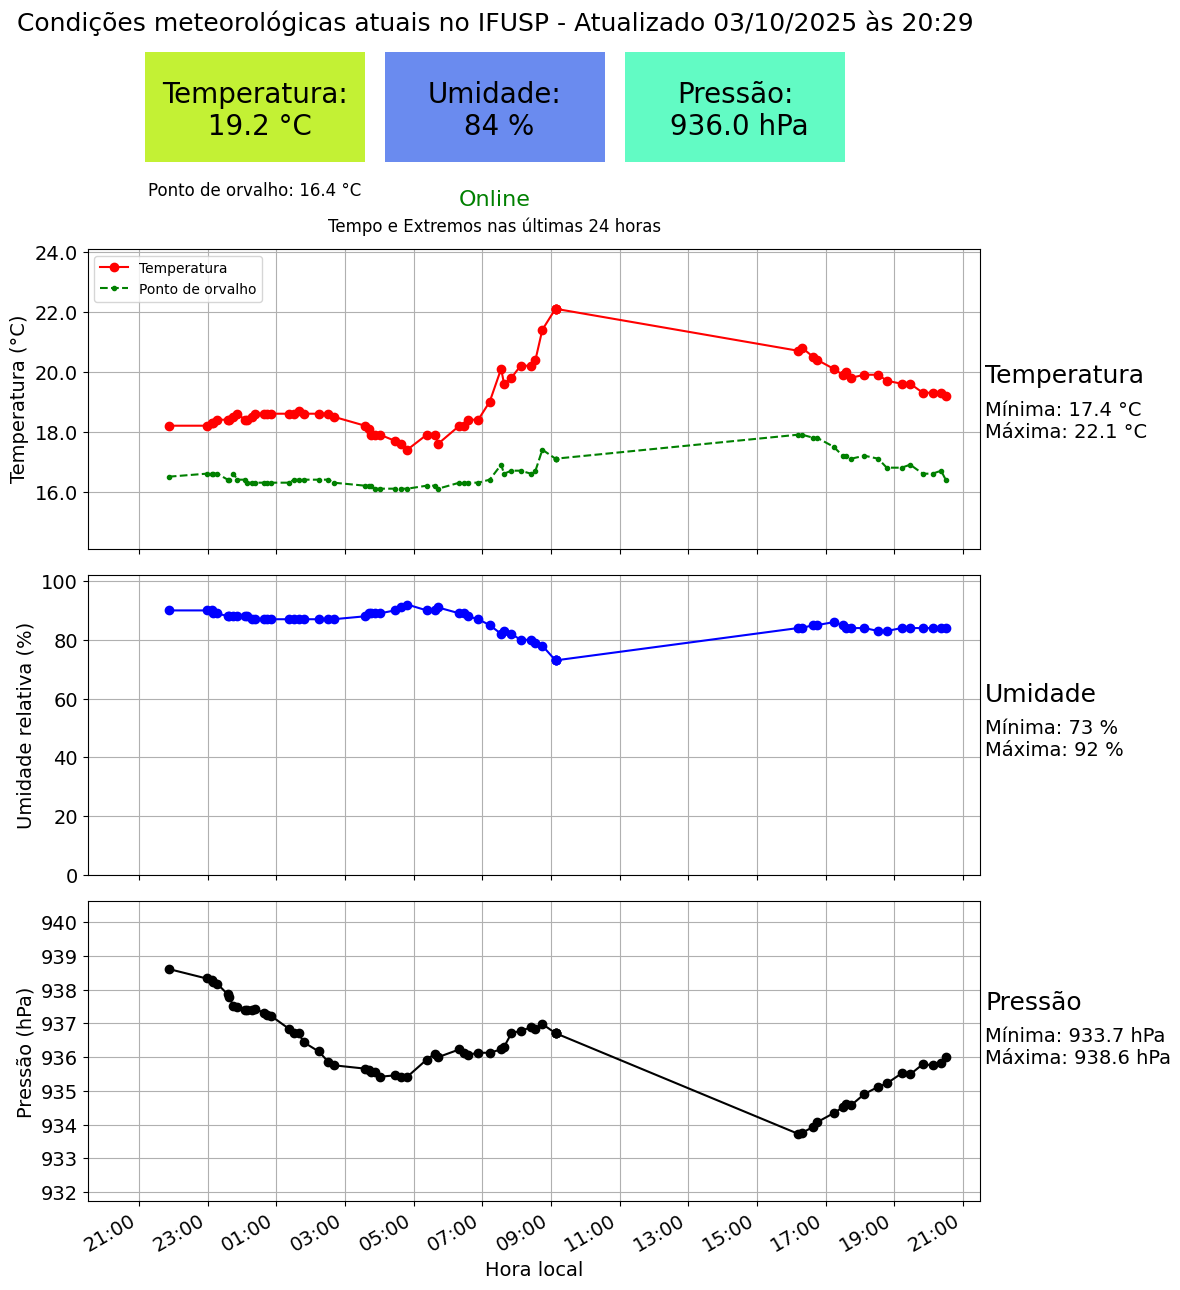 Condições meteorológicas atuais no IFUSP - Atualizado 03/10/2025 às 20:29
Temperatura:
19.2 °C
Umidade:
84 %
Pressão:
936.0 hPa
Ponto de orvalho: 16.4 °C
Online
Tempo e Extremos nas últimas 24 horas
Temperatura (°C)
24.0
22.0
20.0
18.0
16.0
Temperatura
Ponto de orvalho
Temperatura
Mínima: 17.4 °C
Máxima: 22.1 °C
Umidade relativa (%)
100
80
60
40
20
0
Umidade
Mínima: 73 %
Máxima: 92 %
Pressão (hPa)
940
939
938
937
936
935
934
933
932
Pressão
Mínima: 933.7 hPa
Máxima: 938.6 hPa
21:00
23:00
01:00
03:00
05:00
07:00
09:00
11:00
13:00
15:00
17:00
19:00
21:00
Hora local